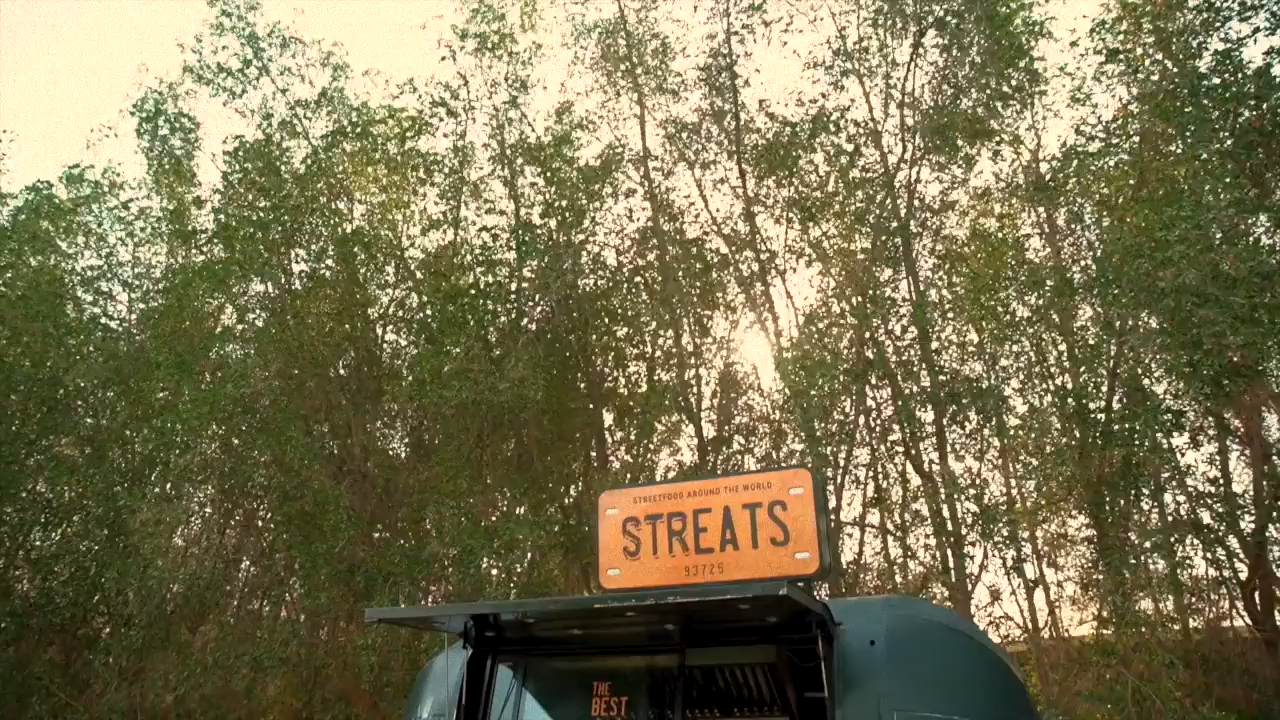 STREETFOOD AROUND THE WORLD
STREATS
93725
THE
BEST